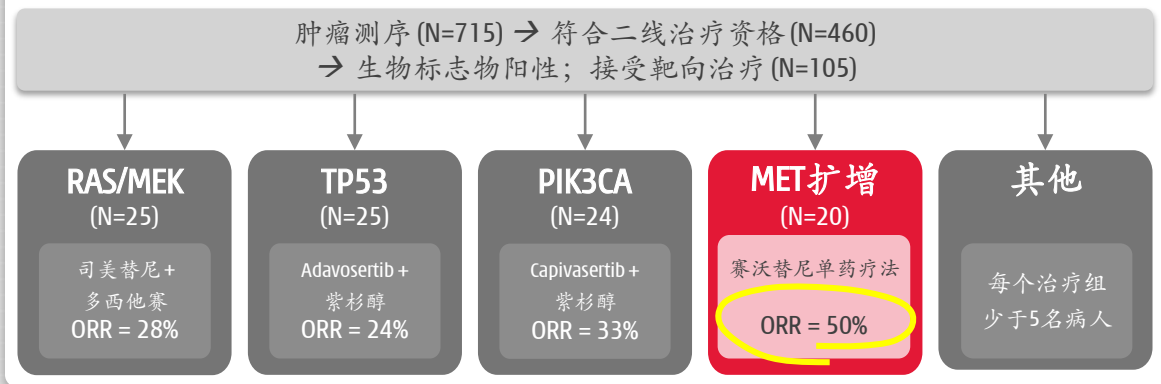 肿瘤测序(N=715) → 符合二线治疗资格(N=460)
→ 生物标志物阳性；接受靶向治疗(N=105)
RAS/MEK
(N=25)
司美替尼+
多西他赛
ORR = 28%
TP53
(N=25)
Adavosertib +
紫杉醇
ORR = 24%
PIK3CA
(N=24)
Capivasertib +
紫杉醇
ORR = 33%
MET扩增
(N=20)
赛沃替尼单药疗法
ORR = 50%
其他
每个治疗组
少于5名病人